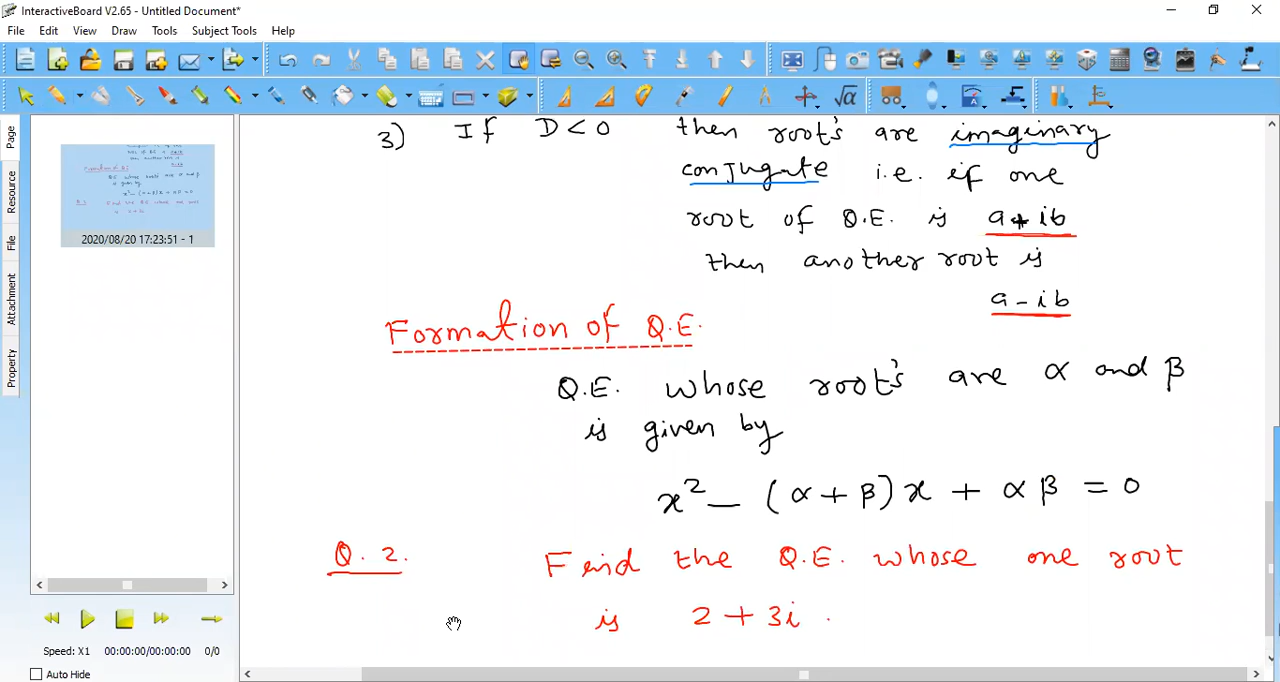 InteractiveBoard V2.65 - Untitled Document*
File Edit View Draw Tools Subject Tools Help
Page
Resource
File
Attachment
Property
2020/08/20 17:23:51 - 1
Speed: X1 00:00:00/00:00:00 0/0
Auto Hide
3) If D < 0 then root's are imaginary
conjugate i.e. if one
root of Q.E. is a + ib
then another root is
a - ib
Formation of Q.E.
Q.E. whose root's are α and β
is given by
x² - (α + β)x + αβ = 0
Q. 2. Find the Q.E. whose one root
is 2 + 3i .